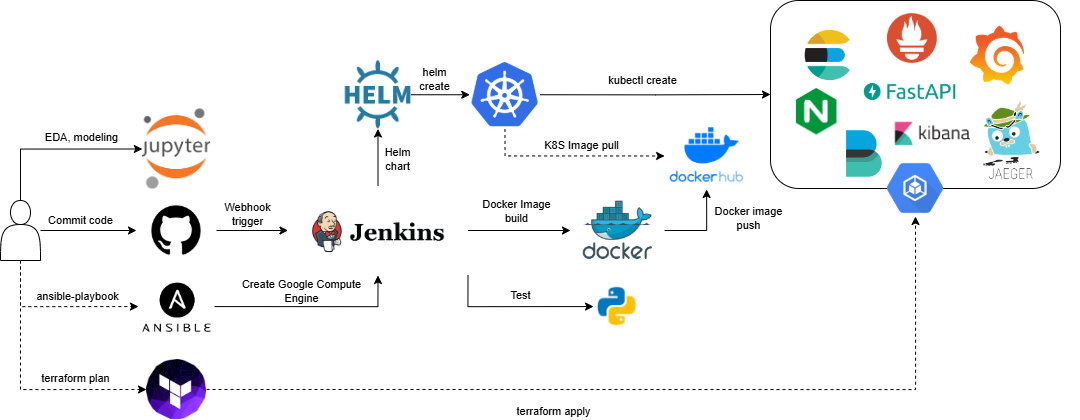 helm
create
kubectl create
HELM
FastAPI
EDA, modeling
jupyter
Helm
chart
K8S Image pull
kibana
dockerhub
JAEGER
Commit code
Webhook
trigger
Jenkins
Docker Image
build
docker
Docker image
push
ansible-playbook
ANSIBLE
Create Google Compute
Engine
Test
terraform plan
terraform apply